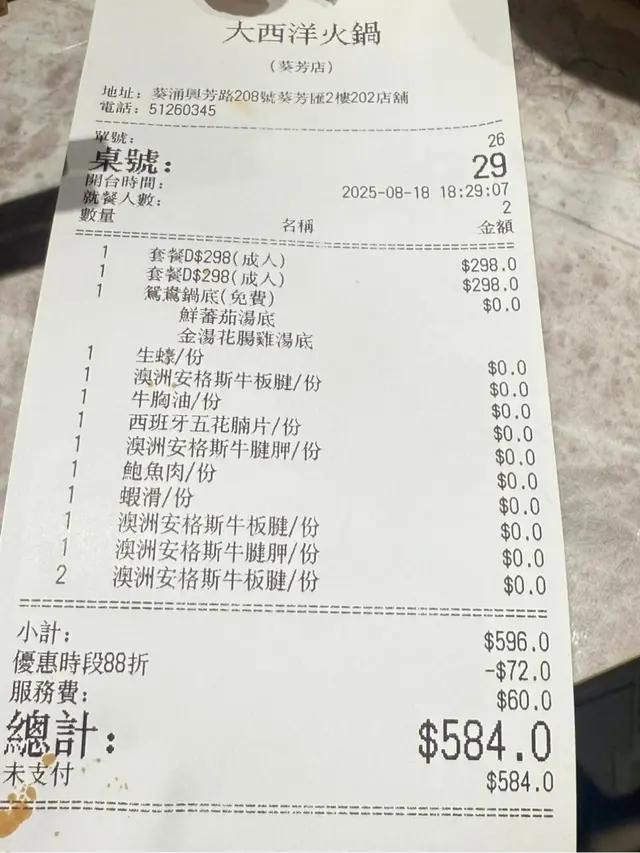 大西洋火鍋
(葵芳店)
地址: 葵涌興芳路208號葵芳匯2樓202店舖
電話: 51260345
單號: 26
桌號: 29
開台時間: 2025-08-18 18:29:07
就餐人數: 2
數量 名稱 金額
1 套餐D$298(成人) $298.0
1 套餐D$298(成人) $298.0
1 鴛鴦鍋底(免費) $0.0
鮮蕃茄湯底
金湯花膠雞湯底
1 生蠔/份 $0.0
1 澳洲安格斯牛板腱/份 $0.0
1 牛胸油/份 $0.0
1 西班牙五花腩片/份 $0.0
1 澳洲安格斯牛腱胛/份 $0.0
1 鮑魚肉/份 $0.0
1 蝦滑/份 $0.0
1 澳洲安格斯牛板腱/份 $0.0
1 澳洲安格斯牛腱胛/份 $0.0
2 澳洲安格斯牛板腱/份 $0.0
小計: $596.0
優惠時段88折 -$72.0
服務費: $60.0
總計: $584.0
未支付 $584.0